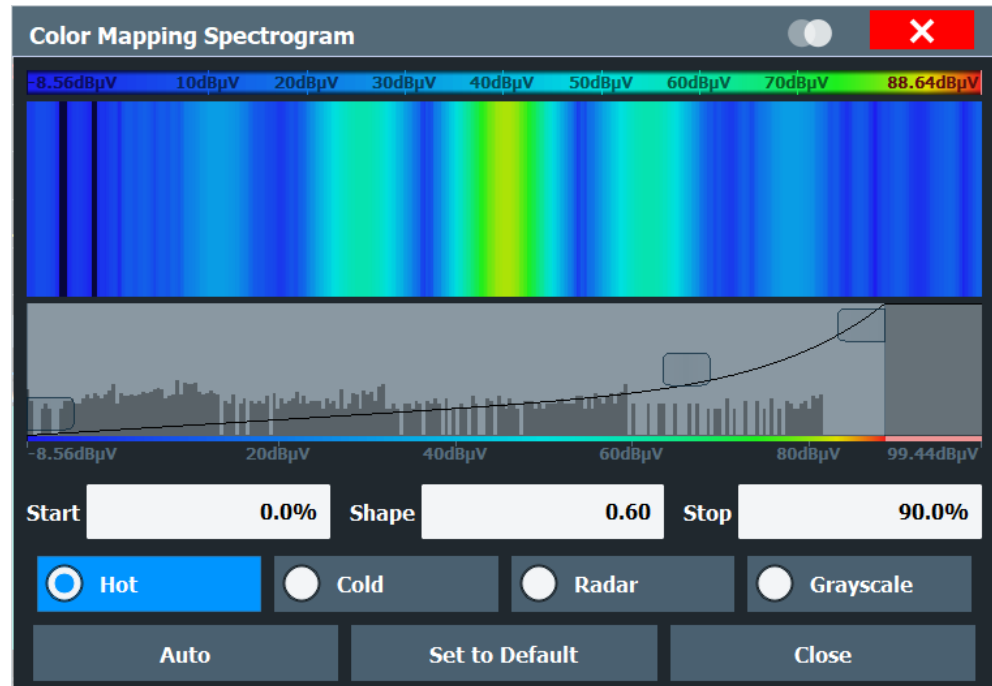 Color Mapping Spectrogram
-8.56dBµV 10dBµV 20dBµV 30dBµV 40dBµV 50dBµV 60dBµV 70dBµV 88.64dBµV
-8.56dBµV 20dBµV 40dBµV 60dBµV 80dBµV 99.44dBµV
Start 0.0% Shape 0.60 Stop 90.0%
Hot Cold Radar Grayscale
Auto Set to Default Close